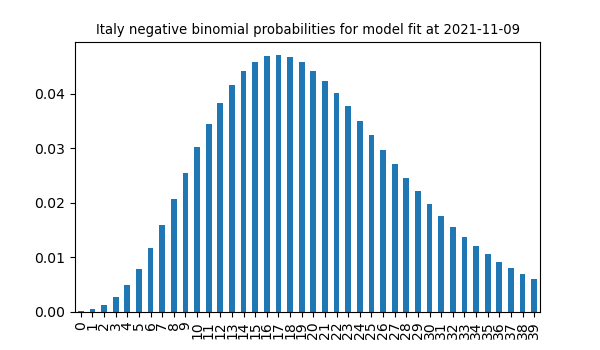 Italy negative binomial probabilities for model fit at 2021-11-09
0.04
0.03
0.02
0.01
0.00
0 1 2 3 4 5 6 7 8 9 10 11 12 13 14 15 16 17 18 19 20 21 22 23 24 25 26 27 28 29 30 31 32 33 34 35 36 37 38 39